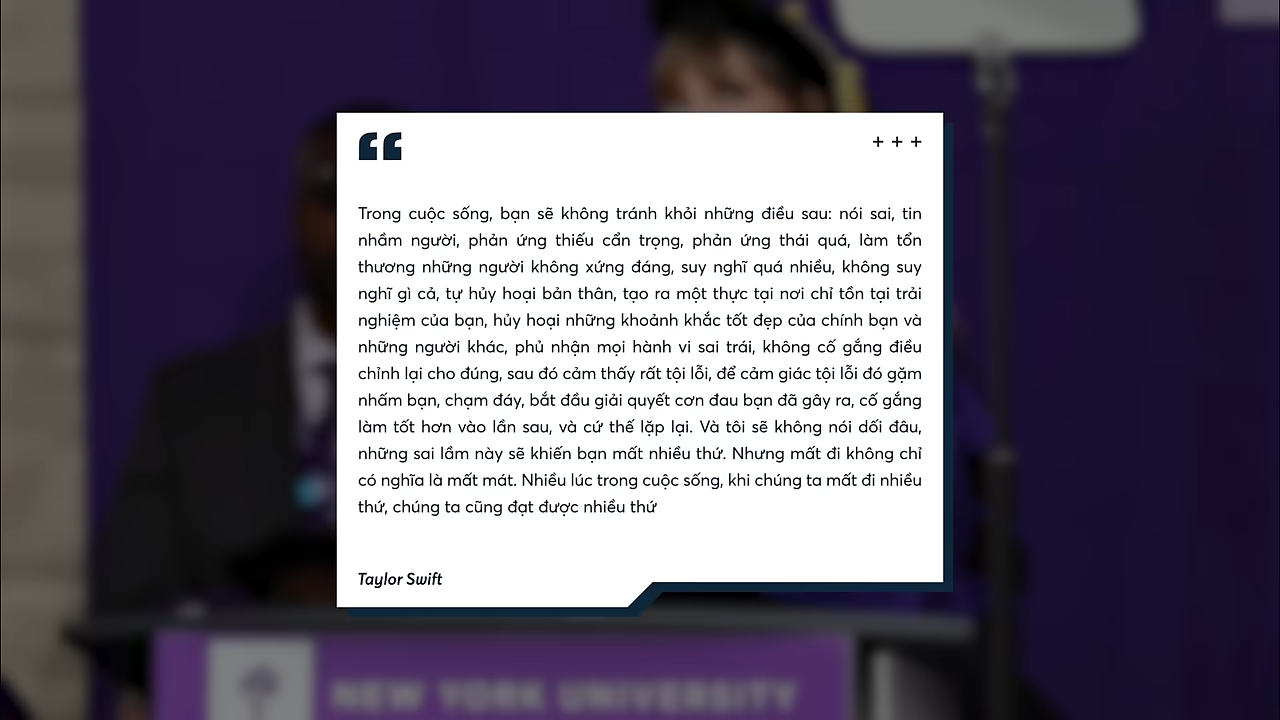 + + +
Trong cuộc sống, bạn sẽ không tránh khỏi những điều sau: nói sai, tin
nhầm người, phản ứng thiếu cẩn trọng, phản ứng thái quá, làm tổn
thương những người không xứng đáng, suy nghĩ quá nhiều, không suy
nghĩ gì cả, tự hủy hoại bản thân, tạo ra một thực tại nơi chỉ tồn tại trải
nghiệm của bạn, hủy hoại những khoảnh khắc tốt đẹp của chính bạn và
những người khác, phủ nhận mọi hành vi sai trái, không cố gắng điều
chỉnh lại cho đúng, sau đó cảm thấy rất tội lỗi, để cảm giác tội lỗi đó gặm
nhấm bạn, chạm đáy, bắt đầu giải quyết cơn đau bạn đã gây ra, cố gắng
làm tốt hơn vào lần sau, và cứ thế lặp lại. Và tôi sẽ không nói dối đâu,
những sai lầm này sẽ khiến bạn mất nhiều thứ. Nhưng mất đi không chỉ
có nghĩa là mất mát. Nhiều lúc trong cuộc sống, khi chúng ta mất đi nhiều
thứ, chúng ta cũng đạt được nhiều thứ
Taylor Swift
NEW YORK UNIVERSITY